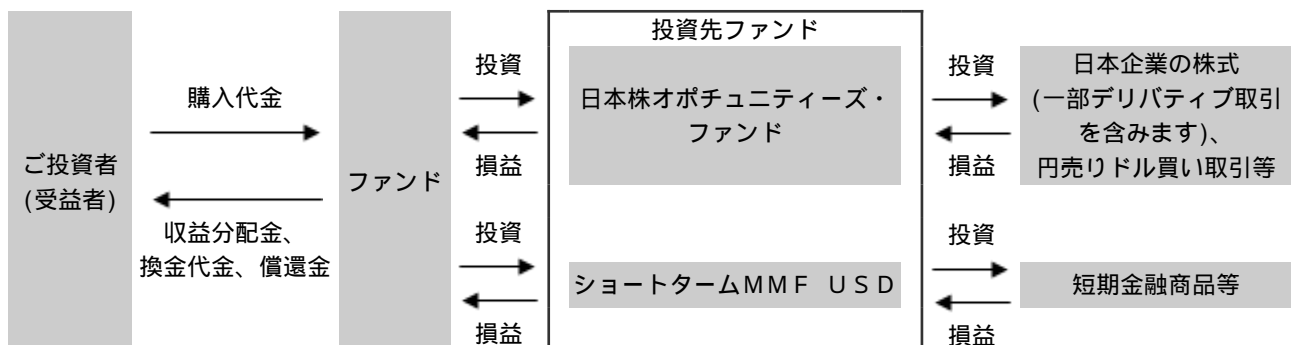 投資先ファンド
ご投資者
(受益者)
購入代金
収益分配金、
換金代金、償還金
ファンド
投資
損益
日本株オポチュニティーズ・
ファンド
投資
損益
日本企業の株式
(一部デリバティブ取引
を含みます)、
円売りドル買い取引等
投資
損益
ショートタームＭＭＦ　ＵＳＤ
投資
損益
短期金融商品等